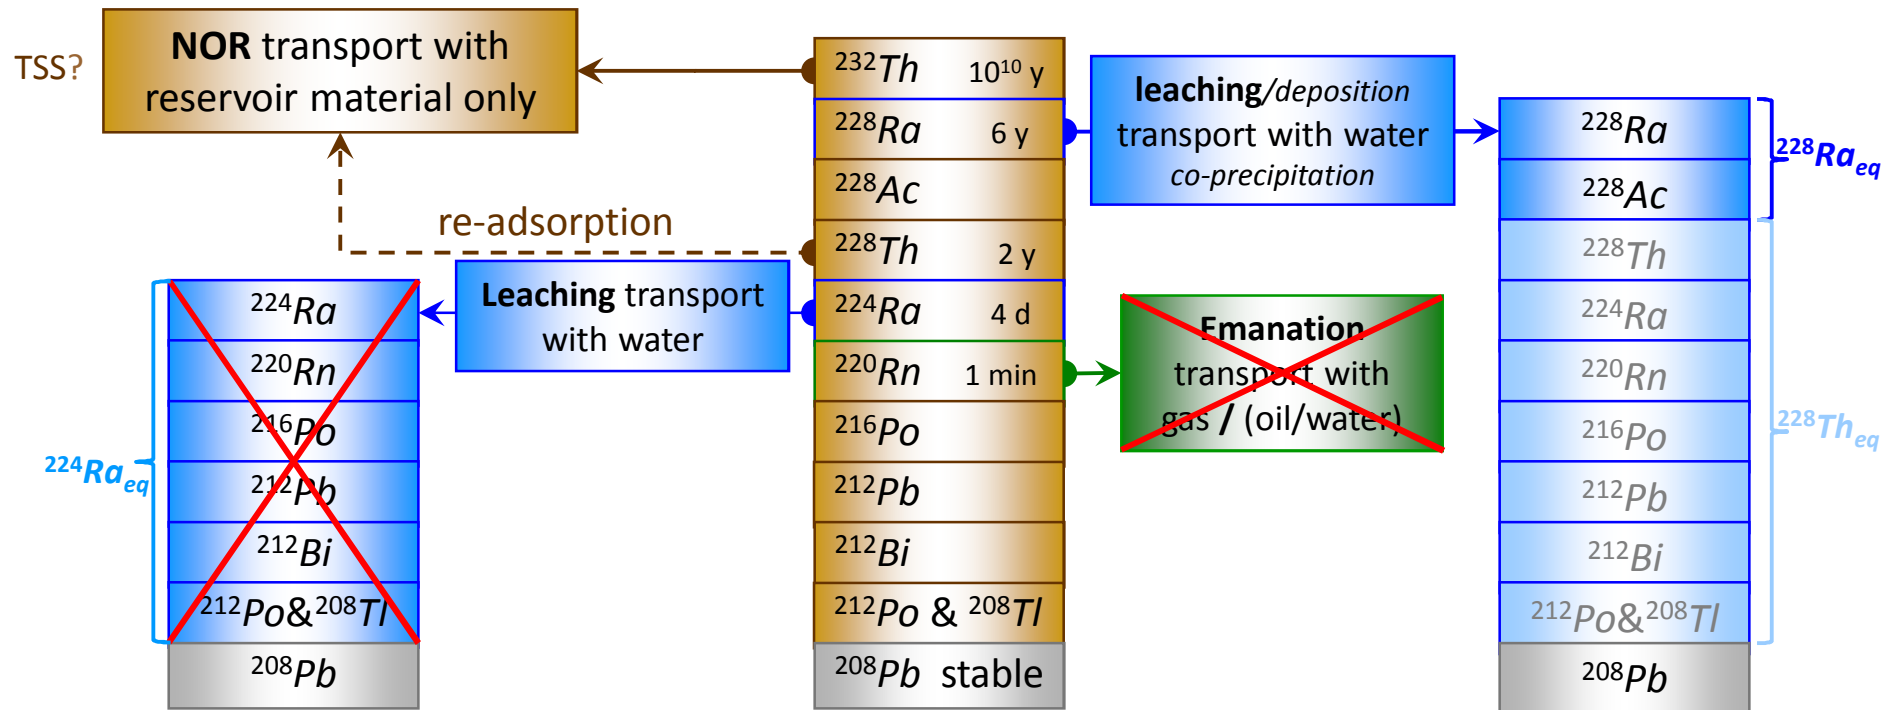 TSS?
NOR transport with
reservoir material only
re-adsorption
²²⁴Ra
²²⁰Rn
²¹⁶Po
²¹²Pb
²¹²Bi
²¹²Po&²⁰⁸Tl
²⁰⁸Pb
²²⁴Raeq
Leaching transport
with water
²³²Th 10¹⁰ y
²²⁸Ra 6 y
²²⁸Ac
²²⁸Th 2 y
²²⁴Ra 4 d
²²⁰Rn 1 min
²¹⁶Po
²¹²Pb
²¹²Bi
²¹²Po & ²⁰⁸Tl
²⁰⁸Pb stable
leaching/deposition
transport with water
co-precipitation
Emanation
transport with
gas / (oil/water)
²²⁸Ra
²²⁸Ac
²²⁸Th
²²⁴Ra
²²⁰Rn
²¹⁶Po
²¹²Pb
²¹²Bi
²¹²Po&²⁰⁸Tl
²⁰⁸Pb
²²⁸Raeq
²²⁸Theq